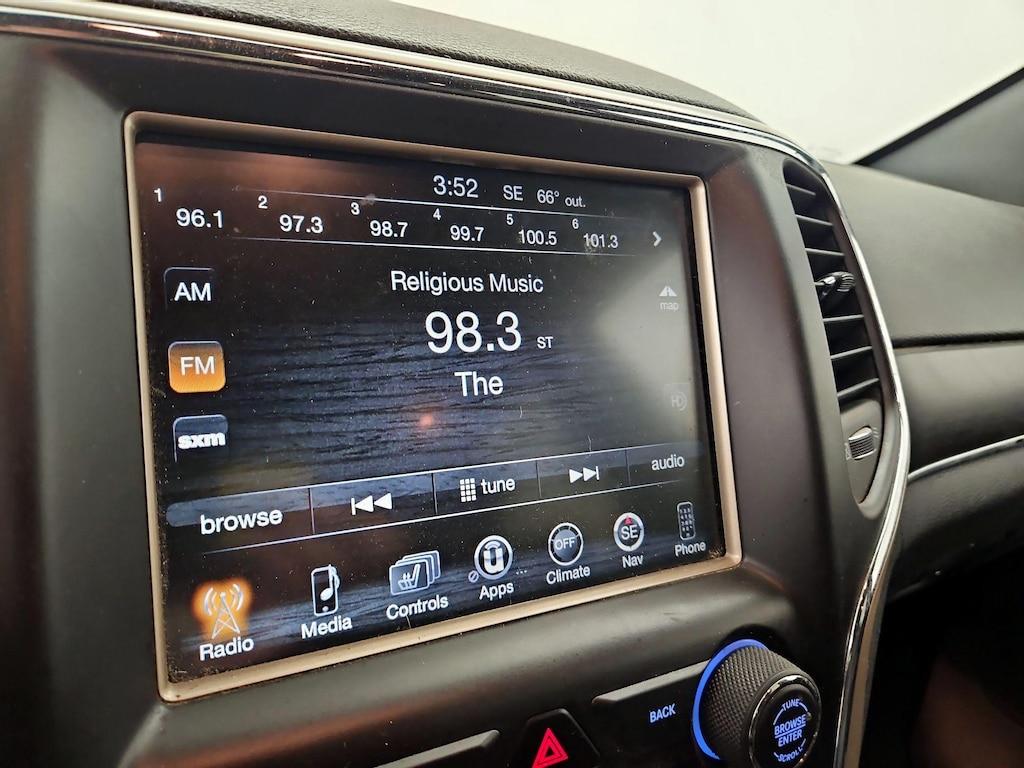 3:52 SE 66° out.
1 96.1 2 97.3 3 98.7 4 99.7 5 100.5 6 101.3
Religious Music
map
AM
98.3 ST
FM
The
HD
sxm
browse tune audio
OFF SE
Radio Media Controls Apps Climate Nav Phone
BACK
TUNE
BROWSE
ENTER
SCROLL